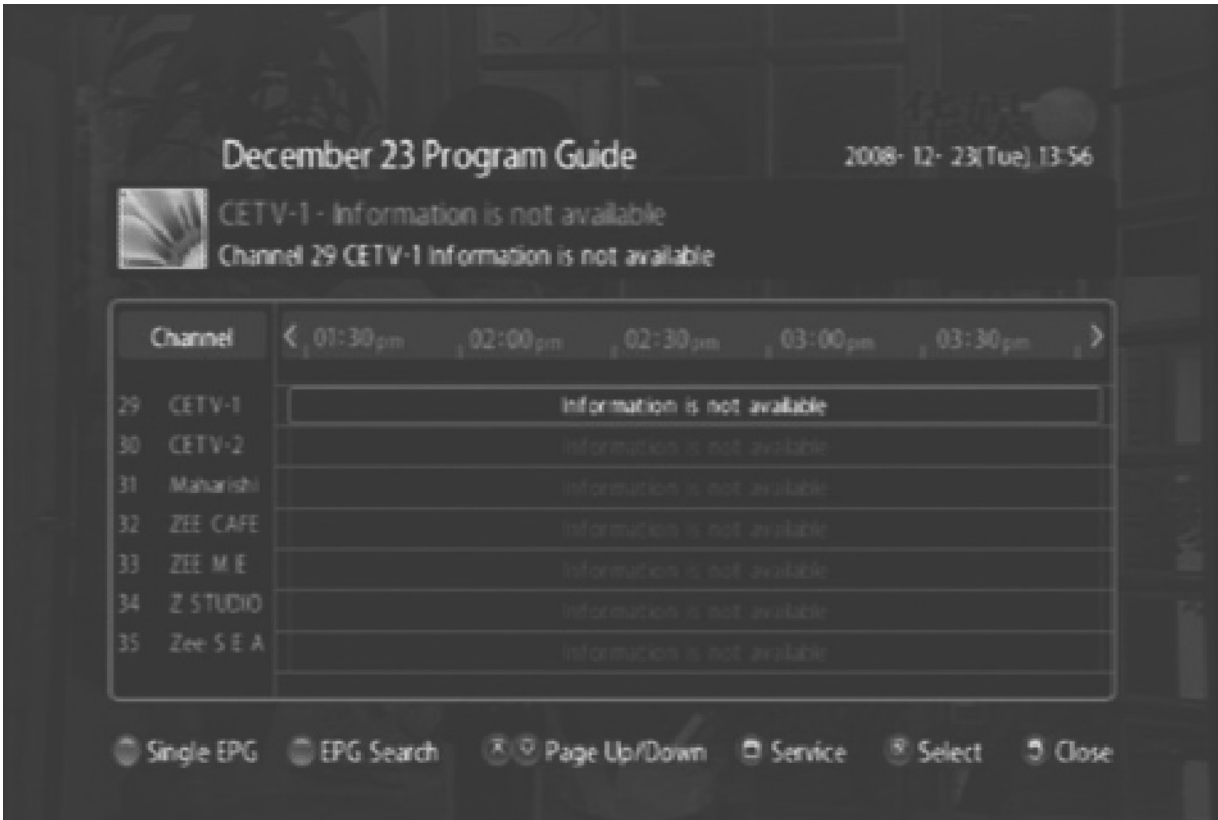 December 23 Program Guide 2008- 12- 23(Tue) 13:56
CETV-1 - Information is not available
Channel 29 CETV-1 Information is not available
Channel 01:30pm 02:00pm 02:30pm 03:00pm 03:30pm
29 CETV-1 Information is not available
30 CETV-2 Information is not available
31 Maharishi Information is not available
32 ZEE CAFE Information is not available
33 ZEE M.E Information is not available
34 Z STUDIO Information is not available
35 Zee S E A Information is not available
Single EPG EPG Search Page Up/Down Service Select Close